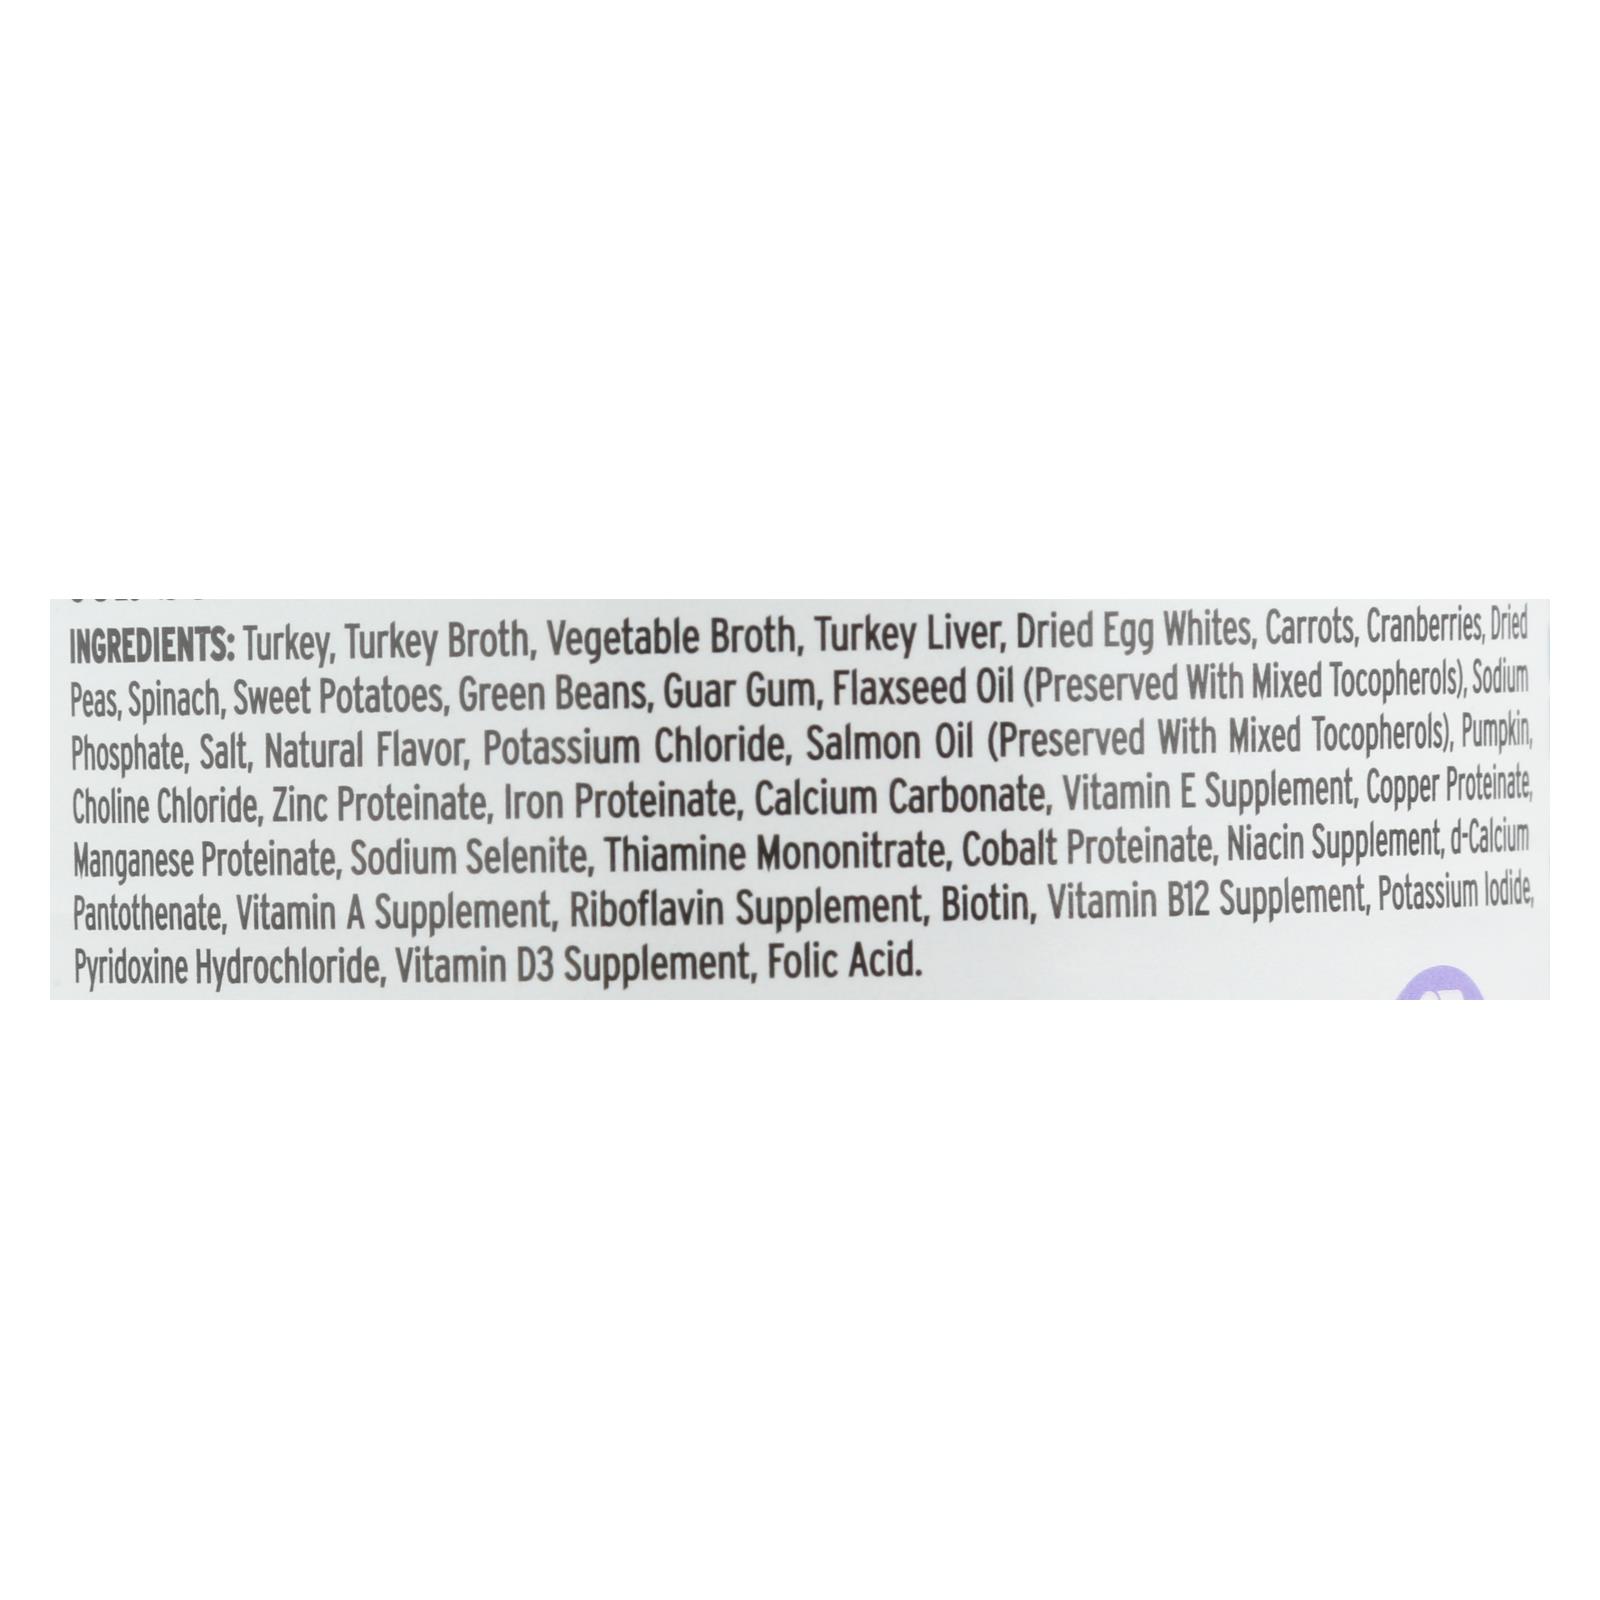 INGREDIENTS: Turkey, Turkey Broth, Vegetable Broth, Turkey Liver, Dried Egg Whites, Carrots, Cranberries, Dried
Peas, Spinach, Sweet Potatoes, Green Beans, Guar Gum, Flaxseed Oil (Preserved With Mixed Tocopherols), Sodium
Phosphate, Salt, Natural Flavor, Potassium Chloride, Salmon Oil (Preserved With Mixed Tocopherols), Pumpkin,
Choline Chloride, Zinc Proteinate, Iron Proteinate, Calcium Carbonate, Vitamin E Supplement, Copper Proteinate,
Manganese Proteinate, Sodium Selenite, Thiamine Mononitrate, Cobalt Proteinate, Niacin Supplement, d-Calcium
Pantothenate, Vitamin A Supplement, Riboflavin Supplement, Biotin, Vitamin B12 Supplement, Potassium Iodide,
Pyridoxine Hydrochloride, Vitamin D3 Supplement, Folic Acid.